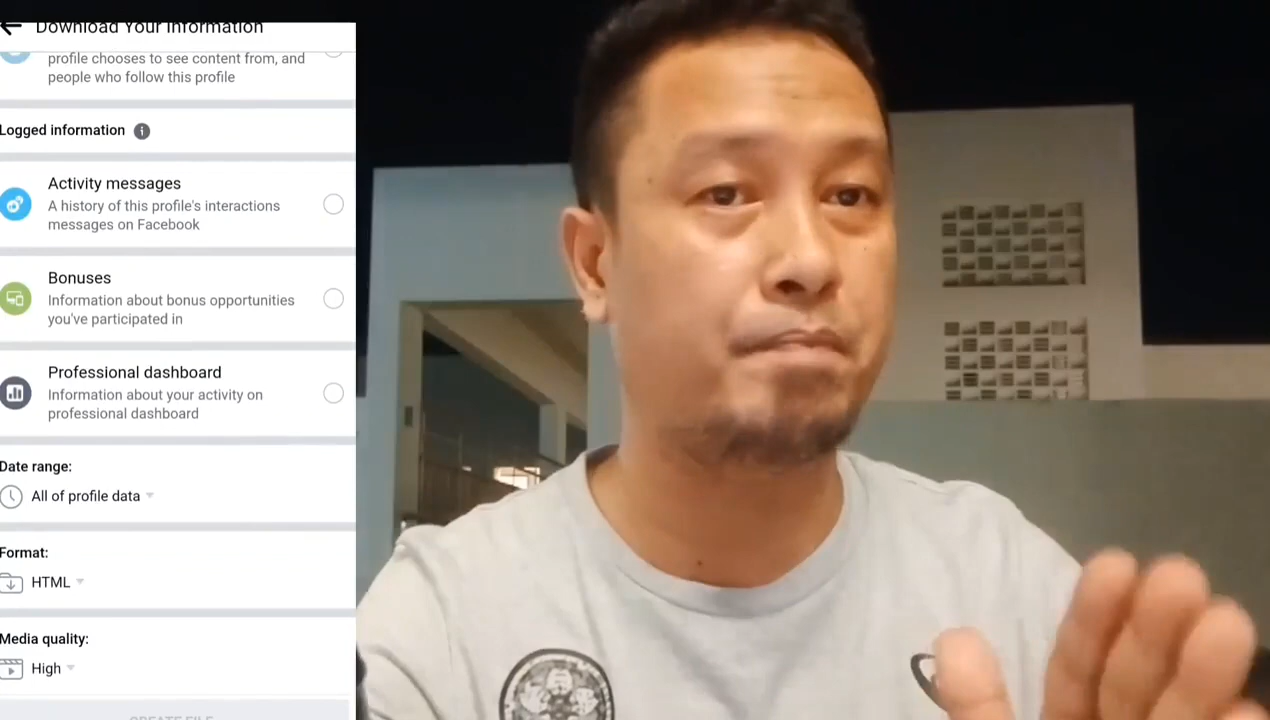 Download Your Information
profile chooses to see content from, and
people who follow this profile
Logged information
Activity messages
A history of this profile's interactions
messages on Facebook
Bonuses
Information about bonus opportunities
you've participated in
Professional dashboard
Information about your activity on
professional dashboard
Date range:
All of profile data
Format:
HTML
Media quality:
High
CREATE FILE